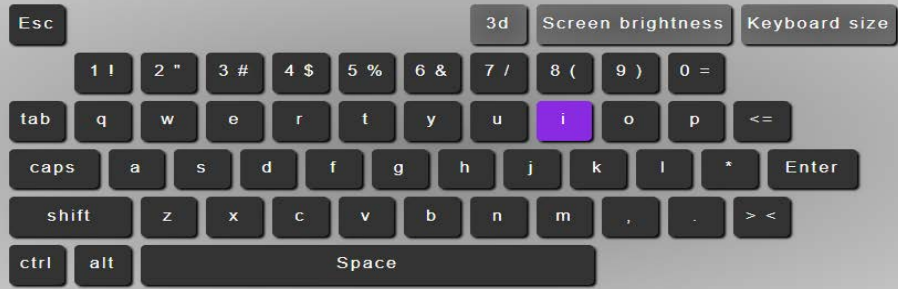 Esc 3d Screen brightness Keyboard size
1 ! 2 " 3 # 4 $ 5 % 6 & 7 / 8 ( 9 ) 0 =
tab q w e r t y u i o p <=
caps a s d f g h j k l * Enter
shift z x c v b n m , . > <
ctrl alt Space